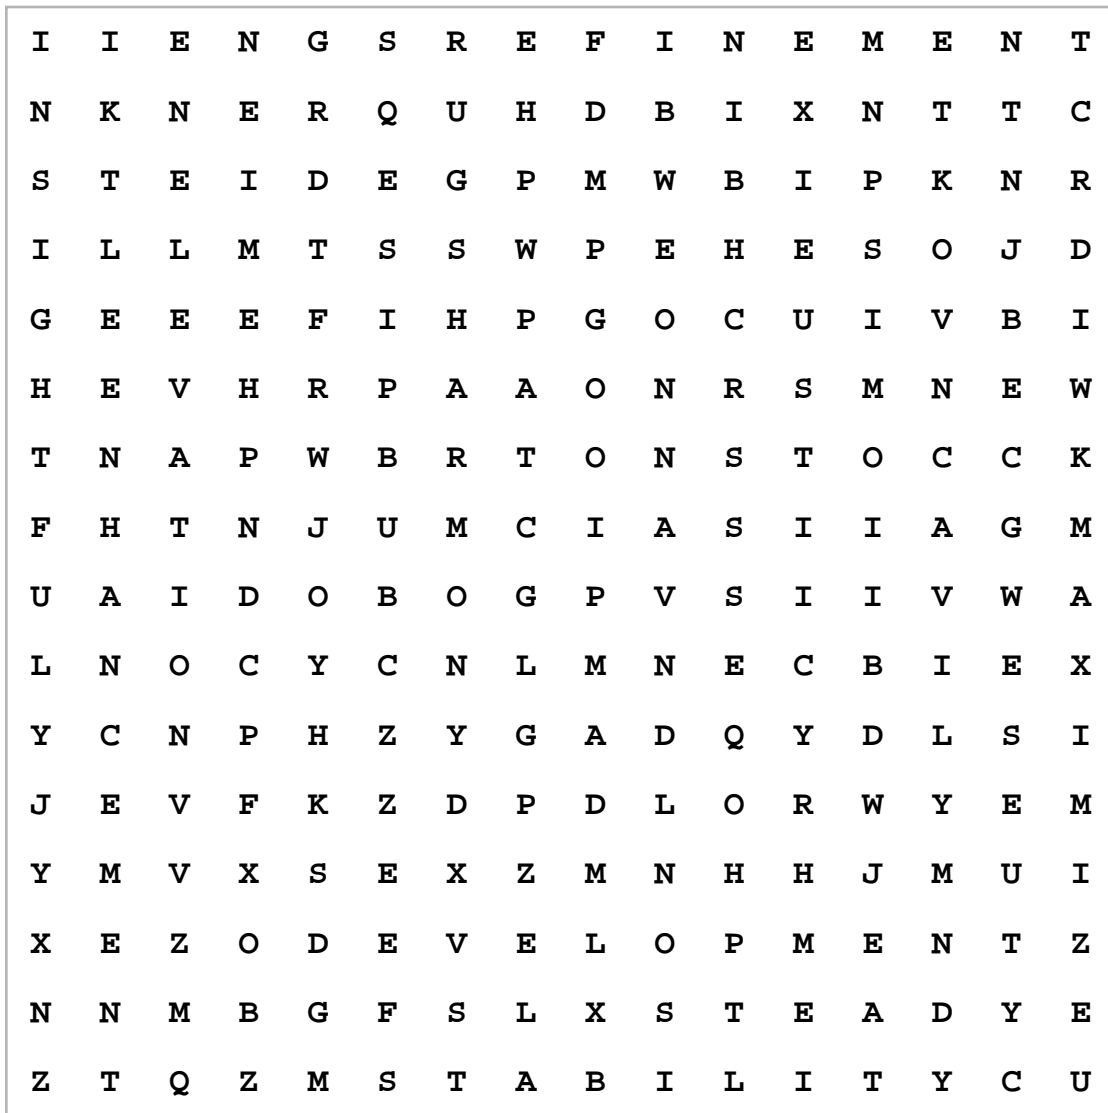 I I E N G S R E F I N E M E N T
N K N E R Q U H D B I X N T T C
S T E I D E G P M W B I P K N R
I L L M T S S W P E H E S O J D
G E E E F I H P G O C U I V B I
H E V H R P A A O N R S M N E W
T N A P W B R T O N S T O C C K
F H T N J U M C I A S I I A G M
U A I D O B O G P V S I I V W A
L N O C Y C N L M N E C B I E X
Y C N P H Z Y G A D Q Y D L S I
J E V F K Z D P D L O R W Y E M
Y M V X S E X Z M N H H J M U I
X E Z O D E V E L O P M E N T Z
N N M B G F S L X S T E A D Y E
Z T Q Z M S T A B I L I T Y C U